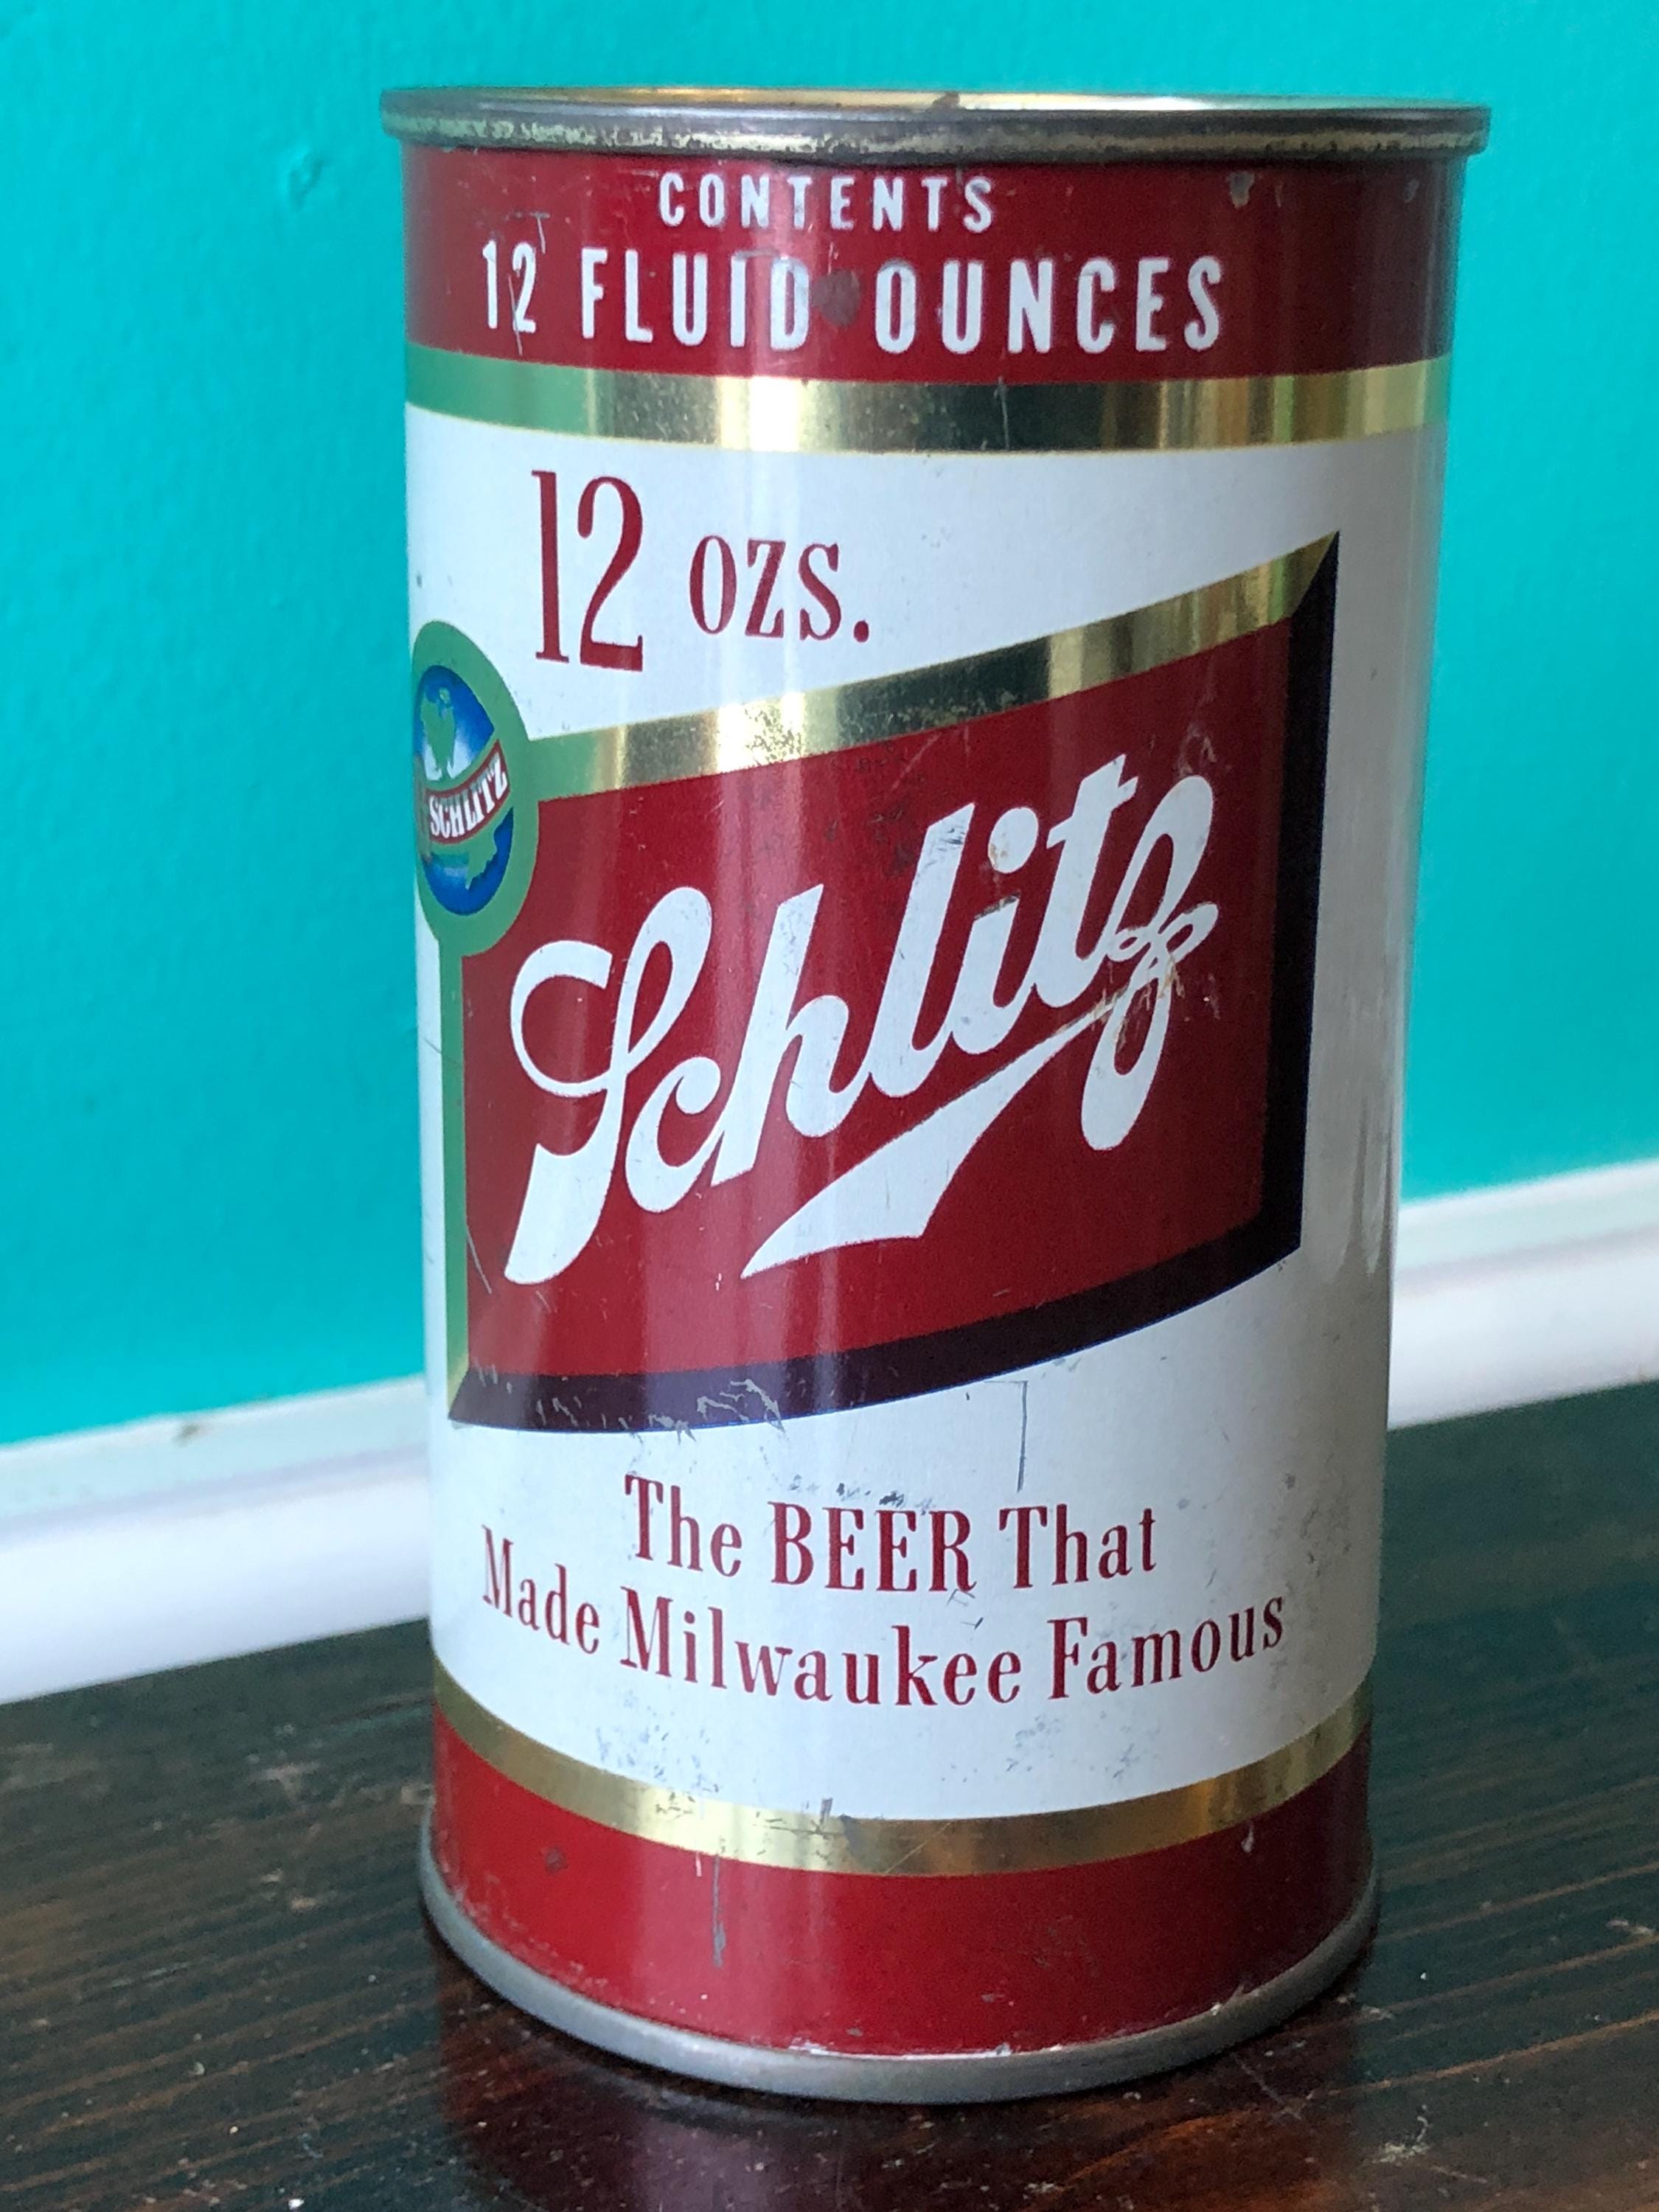 CONTENTS
12 FLUID OUNCES
12 OZS.
SCHLITZ
Schlitz
The BEER That
Made Milwaukee Famous